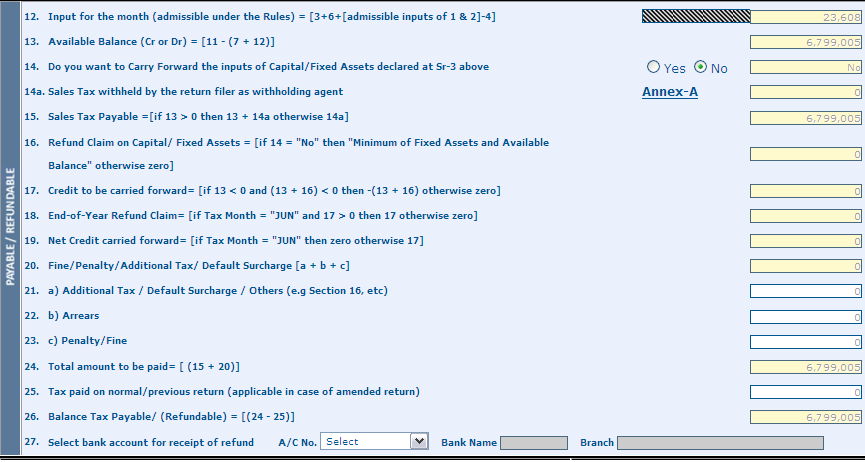 PAYABLE / REFUNDABLE
12. Input for the month (admissible under the Rules) = [3+6+[admissible inputs of 1 & 2]-4] 23,608
13. Available Balance (Cr or Dr) = [11 - (7 + 12)] 6,799,005
14. Do you want to Carry Forward the inputs of Capital/Fixed Assets declared at Sr-3 above Yes No No
14a. Sales Tax withheld by the return filer as withholding agent Annex-A 0
15. Sales Tax Payable =[if 13 > 0 then 13 + 14a otherwise 14a] 6,799,005
16. Refund Claim on Capital/ Fixed Assets = [if 14 = "No" then "Minimum of Fixed Assets and Available
Balance" otherwise zero] 0
17. Credit to be carried forward= [if 13 < 0 and (13 + 16) < 0 then -(13 + 16) otherwise zero] 0
18. End-of-Year Refund Claim= [if Tax Month = "JUN" and 17 > 0 then 17 otherwise zero] 0
19. Net Credit carried forward= [if Tax Month = "JUN" then zero otherwise 17] 0
20. Fine/Penalty/Additional Tax/ Default Surcharge [a + b + c] 0
21. a) Additional Tax / Default Surcharge / Others (e.g Section 16, etc) 0
22. b) Arrears 0
23. c) Penalty/Fine 0
24. Total amount to be paid= [ (15 + 20)] 6,799,005
25. Tax paid on normal/previous return (applicable in case of amended return) 0
26. Balance Tax Payable/ (Refundable) = [(24 - 25)] 6,799,005
27. Select bank account for receipt of refund A/C No. Select Bank Name Branch